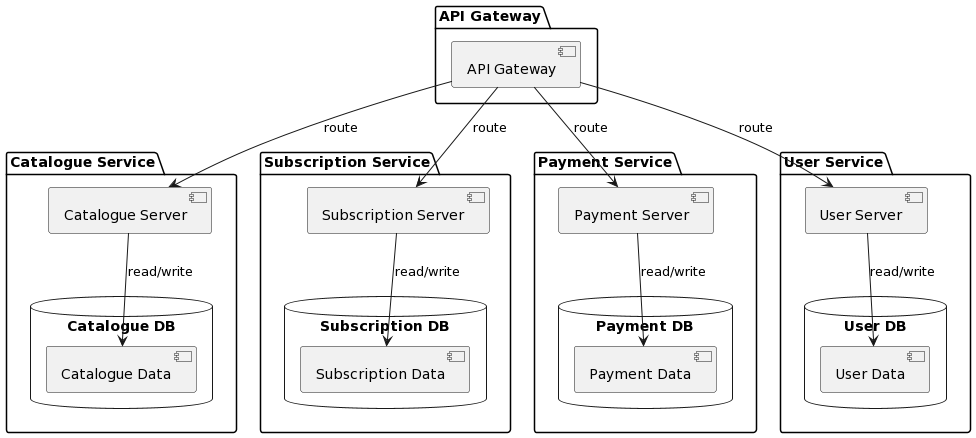 API Gateway
API Gateway
route
route
route
route
Catalogue Service
Subscription Service
Payment Service
User Service
Catalogue Server
Subscription Server
Payment Server
User Server
read/write
read/write
read/write
read/write
Catalogue DB
Subscription DB
Payment DB
User DB
Catalogue Data
Subscription Data
Payment Data
User Data